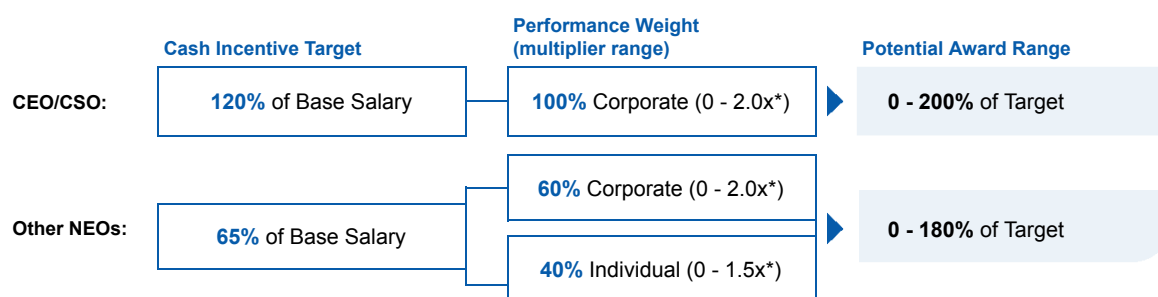 Cash Incentive Target
Performance Weight
(multiplier range)
Potential Award Range
CEO/CSO:
120% of Base Salary
100% Corporate (0 - 2.0x*)
0 - 200% of Target
Other NEOs:
65% of Base Salary
60% Corporate (0 - 2.0x*)
40% Individual (0 - 1.5x*)
0 - 180% of Target